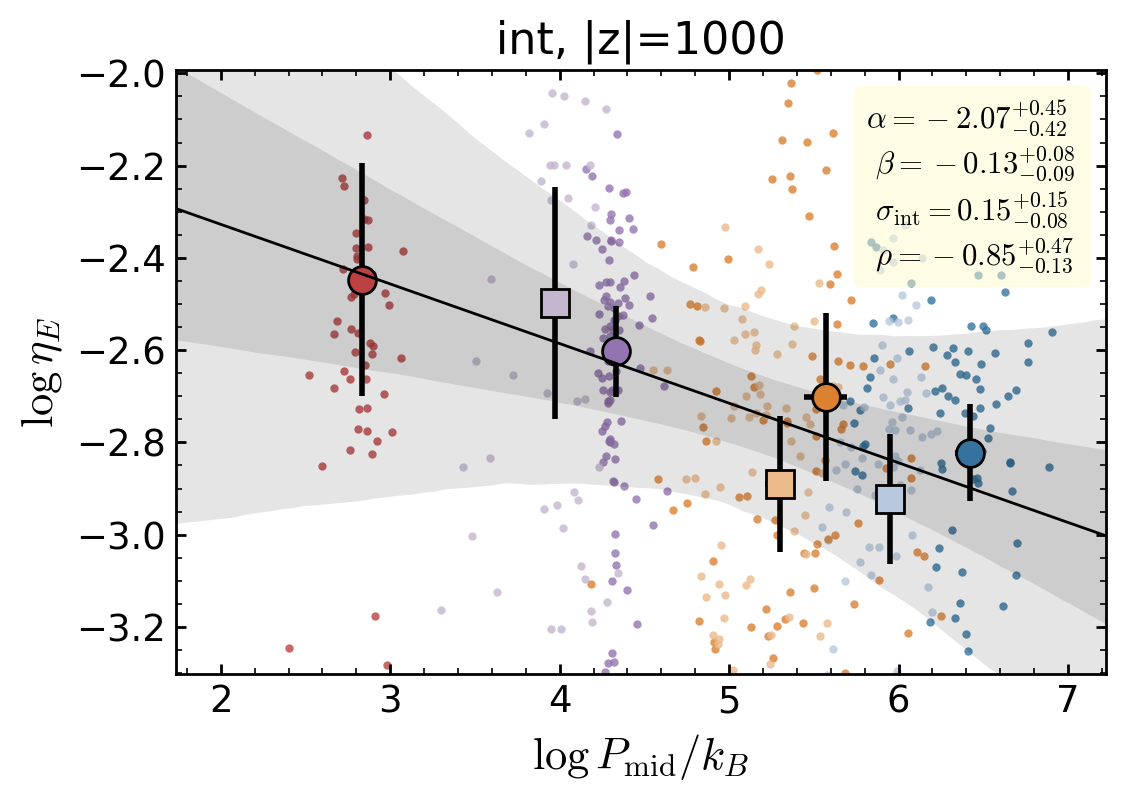 int, |z|=1000
−2.0
−2.2
−2.4
−2.6
−2.8
−3.0
−3.2
log η_E
α = −2.07^{+0.45}_{−0.42}
β = −0.13^{+0.08}_{−0.09}
σ_int = 0.15^{+0.15}_{−0.08}
ρ = −0.85^{+0.47}_{−0.13}
2 3 4 5 6 7
log P_mid/k_B